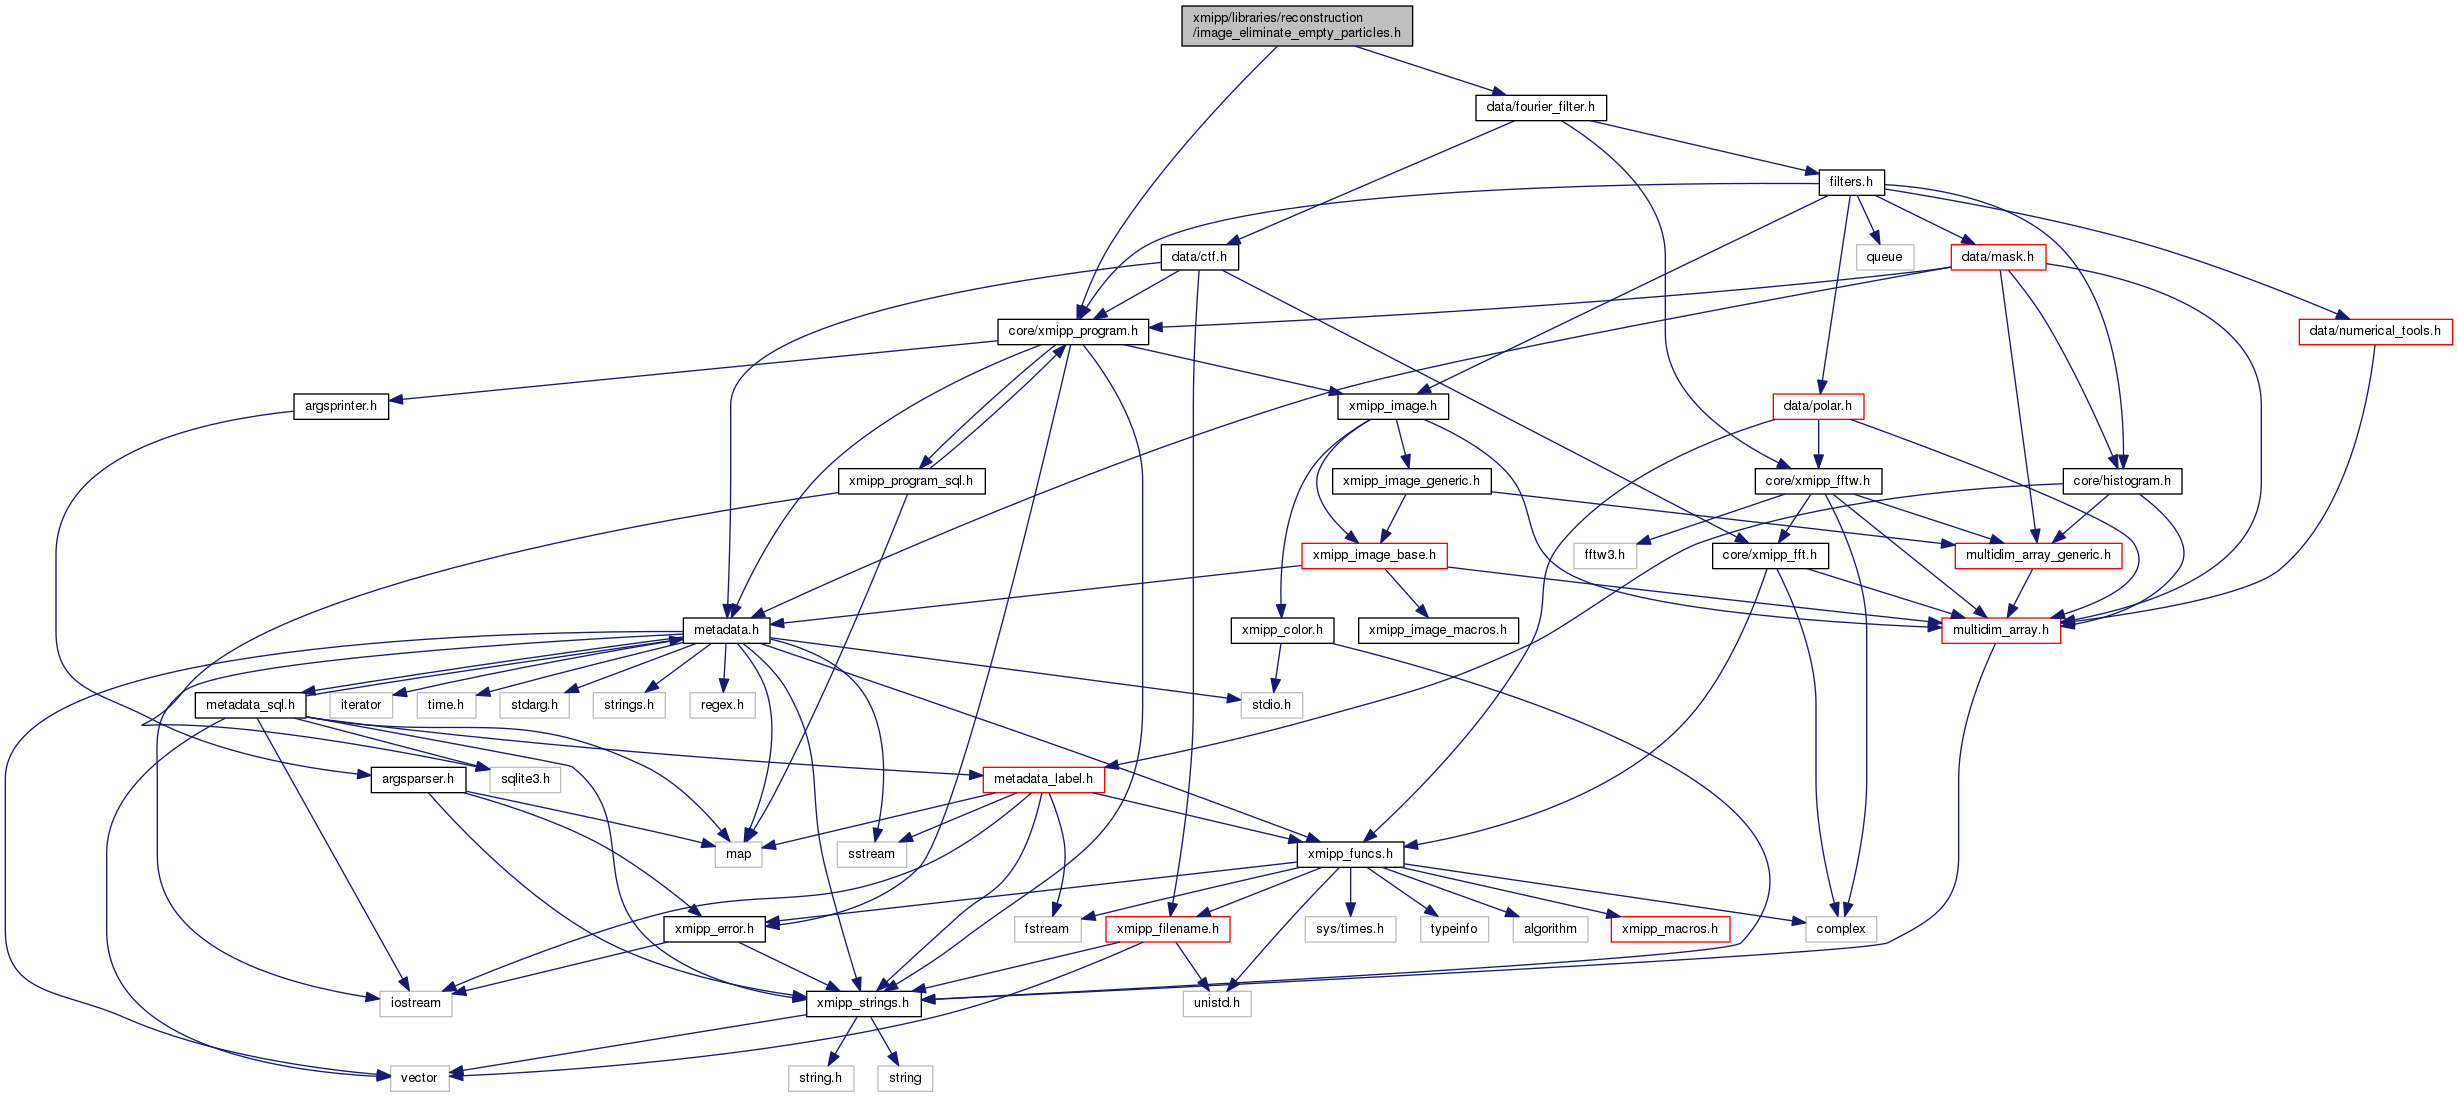 xmipp/libraries/reconstruction
/image_eliminate_empty_particles.h
data/fourier_filter.h
filters.h
data/ctf.h
queue
data/mask.h
core/xmipp_program.h
data/numerical_tools.h
argsprinter.h
xmipp_image.h
data/polar.h
xmipp_program_sql.h
xmipp_image_generic.h
core/xmipp_fftw.h
core/histogram.h
xmipp_image_base.h
fftw3.h
core/xmipp_fft.h
multidim_array_generic.h
metadata.h
xmipp_color.h
xmipp_image_macros.h
multidim_array.h
metadata_sql.h
iterator
time.h
stdarg.h
strings.h
regex.h
stdio.h
argsparser.h
sqlite3.h
metadata_label.h
map
sstream
xmipp_funcs.h
xmipp_error.h
fstream
xmipp_filename.h
sys/times.h
typeinfo
algorithm
xmipp_macros.h
complex
iostream
xmipp_strings.h
unistd.h
vector
string.h
string